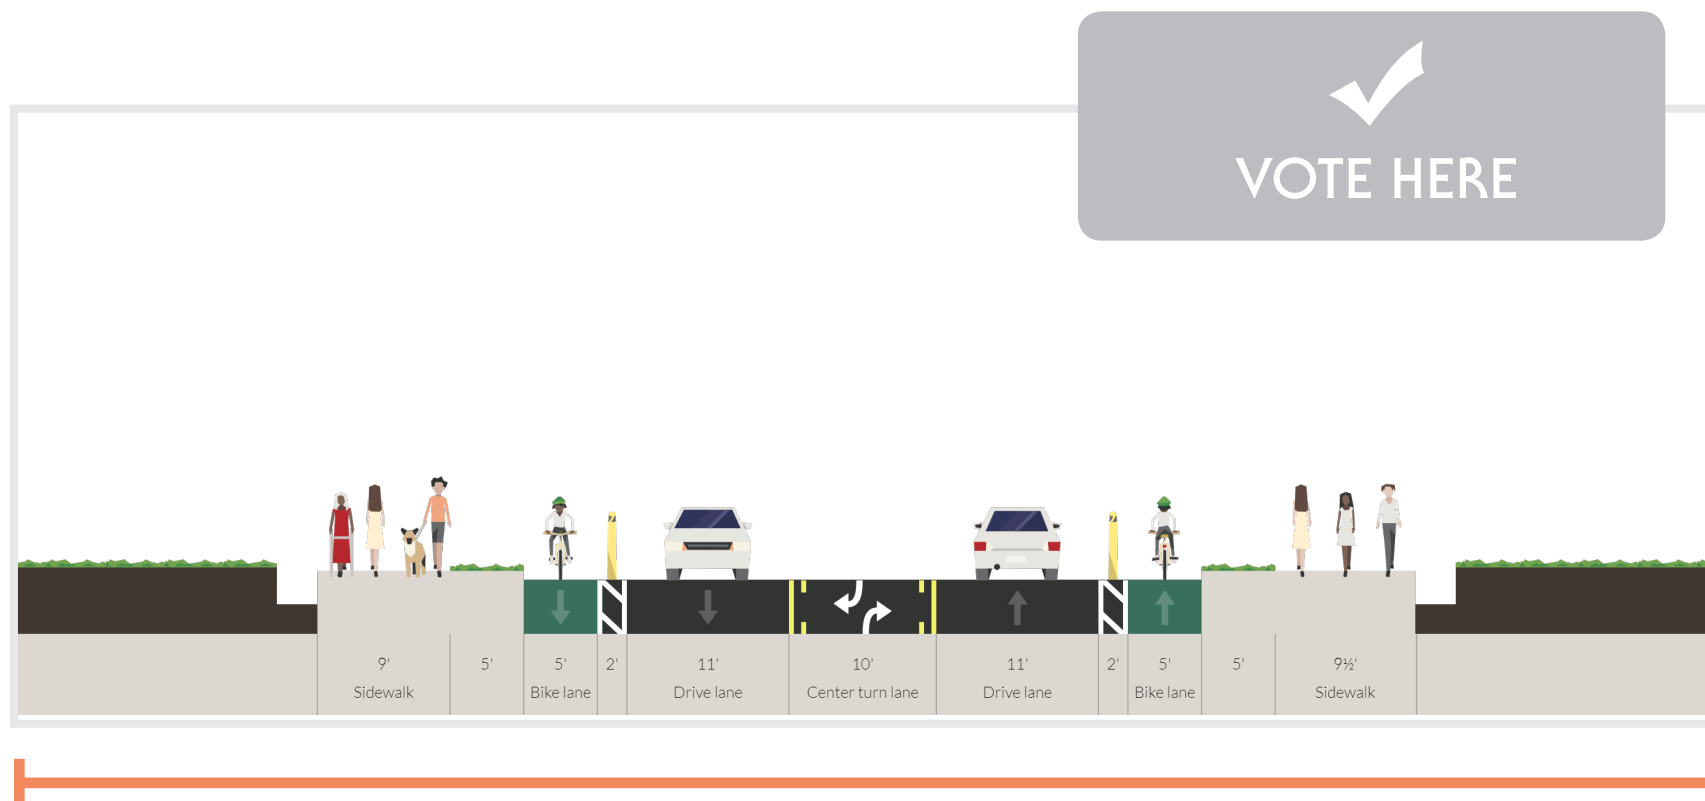 VOTE HERE
9' 5' 5' 2' 11' 10' 11' 2' 5' 5' 9½'
Sidewalk Bike lane Drive lane Center turn lane Drive lane Bike lane Sidewalk